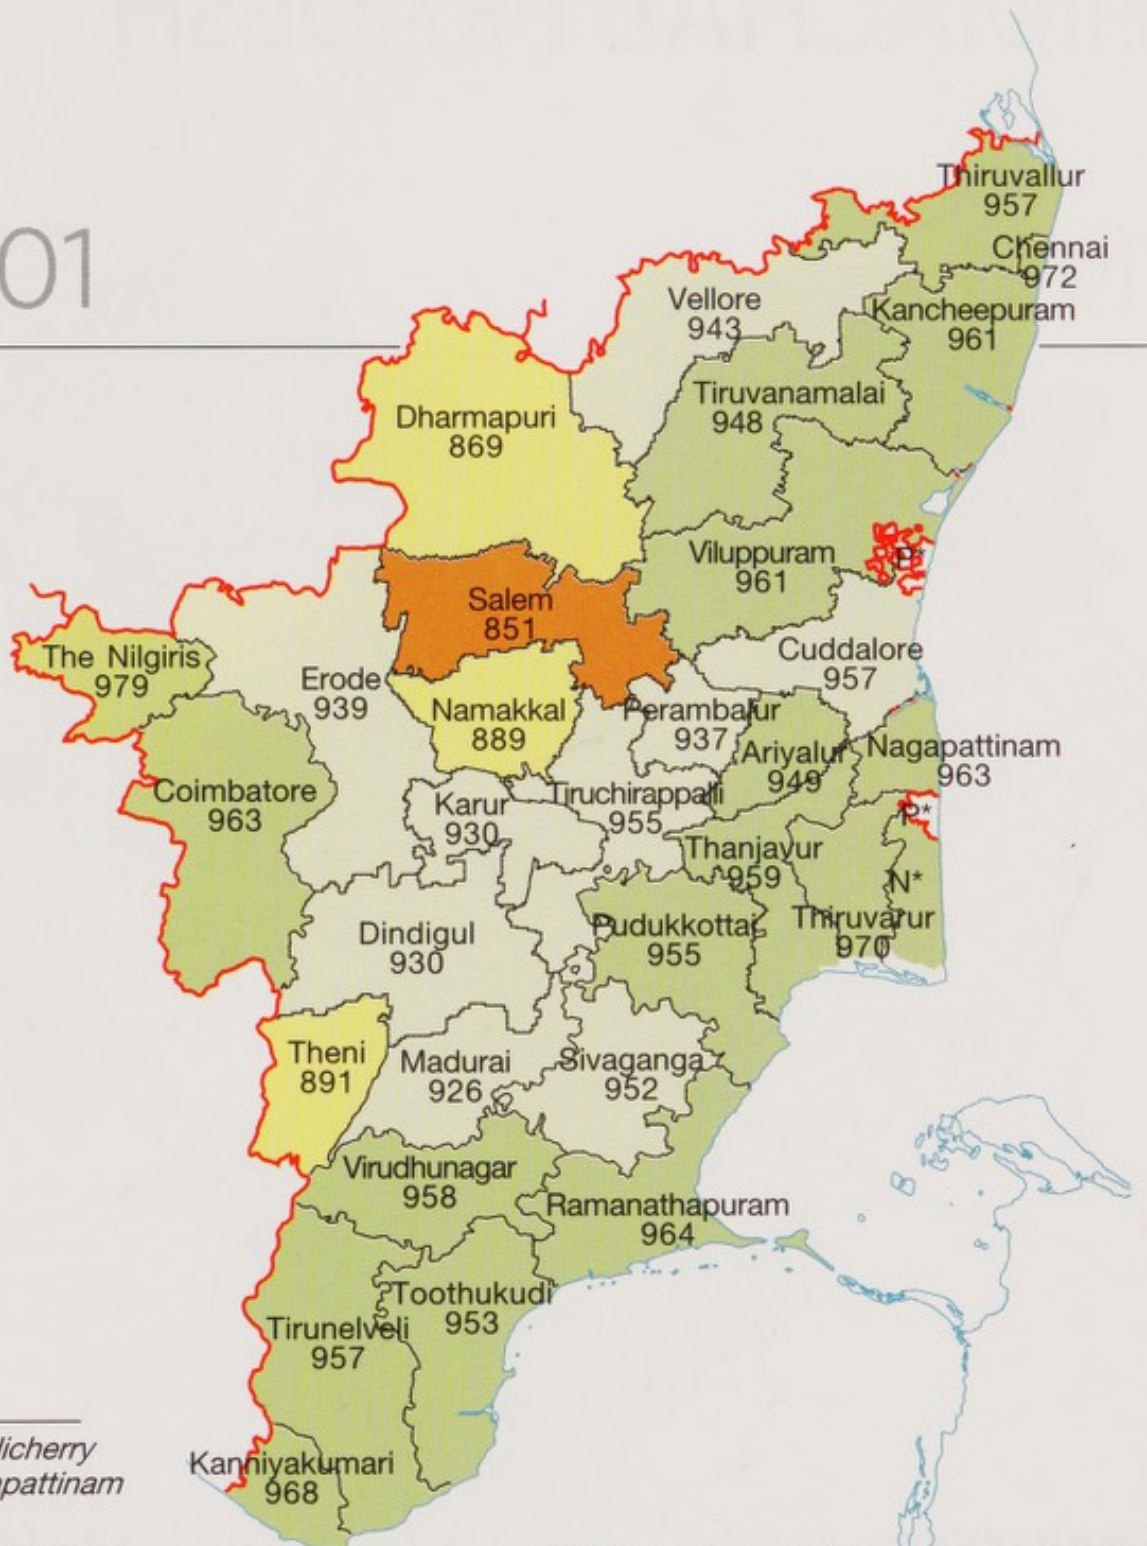 01
Thiruvallur
957
Chennai
972
Vellore
943
Kancheepuram
961
Tiruvanamalai
948
Dharmapuri
869
Viluppuram
961
P*
Salem
851
Cuddalore
957
The Nilgiris
979
Erode
939
Namakkal
889
Perambalur
937
Ariyalur
949
Nagapattinam
963
Coimbatore
963
Karur
930
Tiruchirappalli
955
P*
Thanjavur
959
N*
Thiruvarur
970
Dindigul
930
Pudukkottai
955
Theni
891
Madurai
926
Sivaganga
952
Virudhunagar
958
Ramanathapuram
964
Toothukudi
953
Tirunelveli
957
Kanniyakumari
968
licherry
pattinam